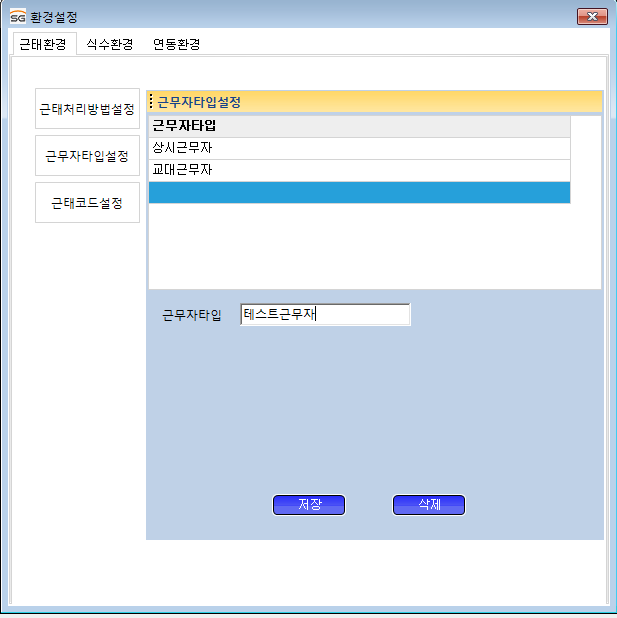 SG 환경설정
근태환경 식수환경 연동환경
근태처리방법설정
근무자타입설정
근태코드설정
근무자타입설정
근무자타입
상시근무자
교대근무자
근무자타입 테스트근무자
저장 삭제